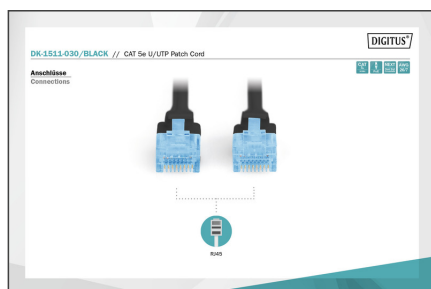 DIGITUS®
DK-1511-030/BLACK // CAT 5e U/UTP Patch Cord
Anschlüsse
Connections
RJ45